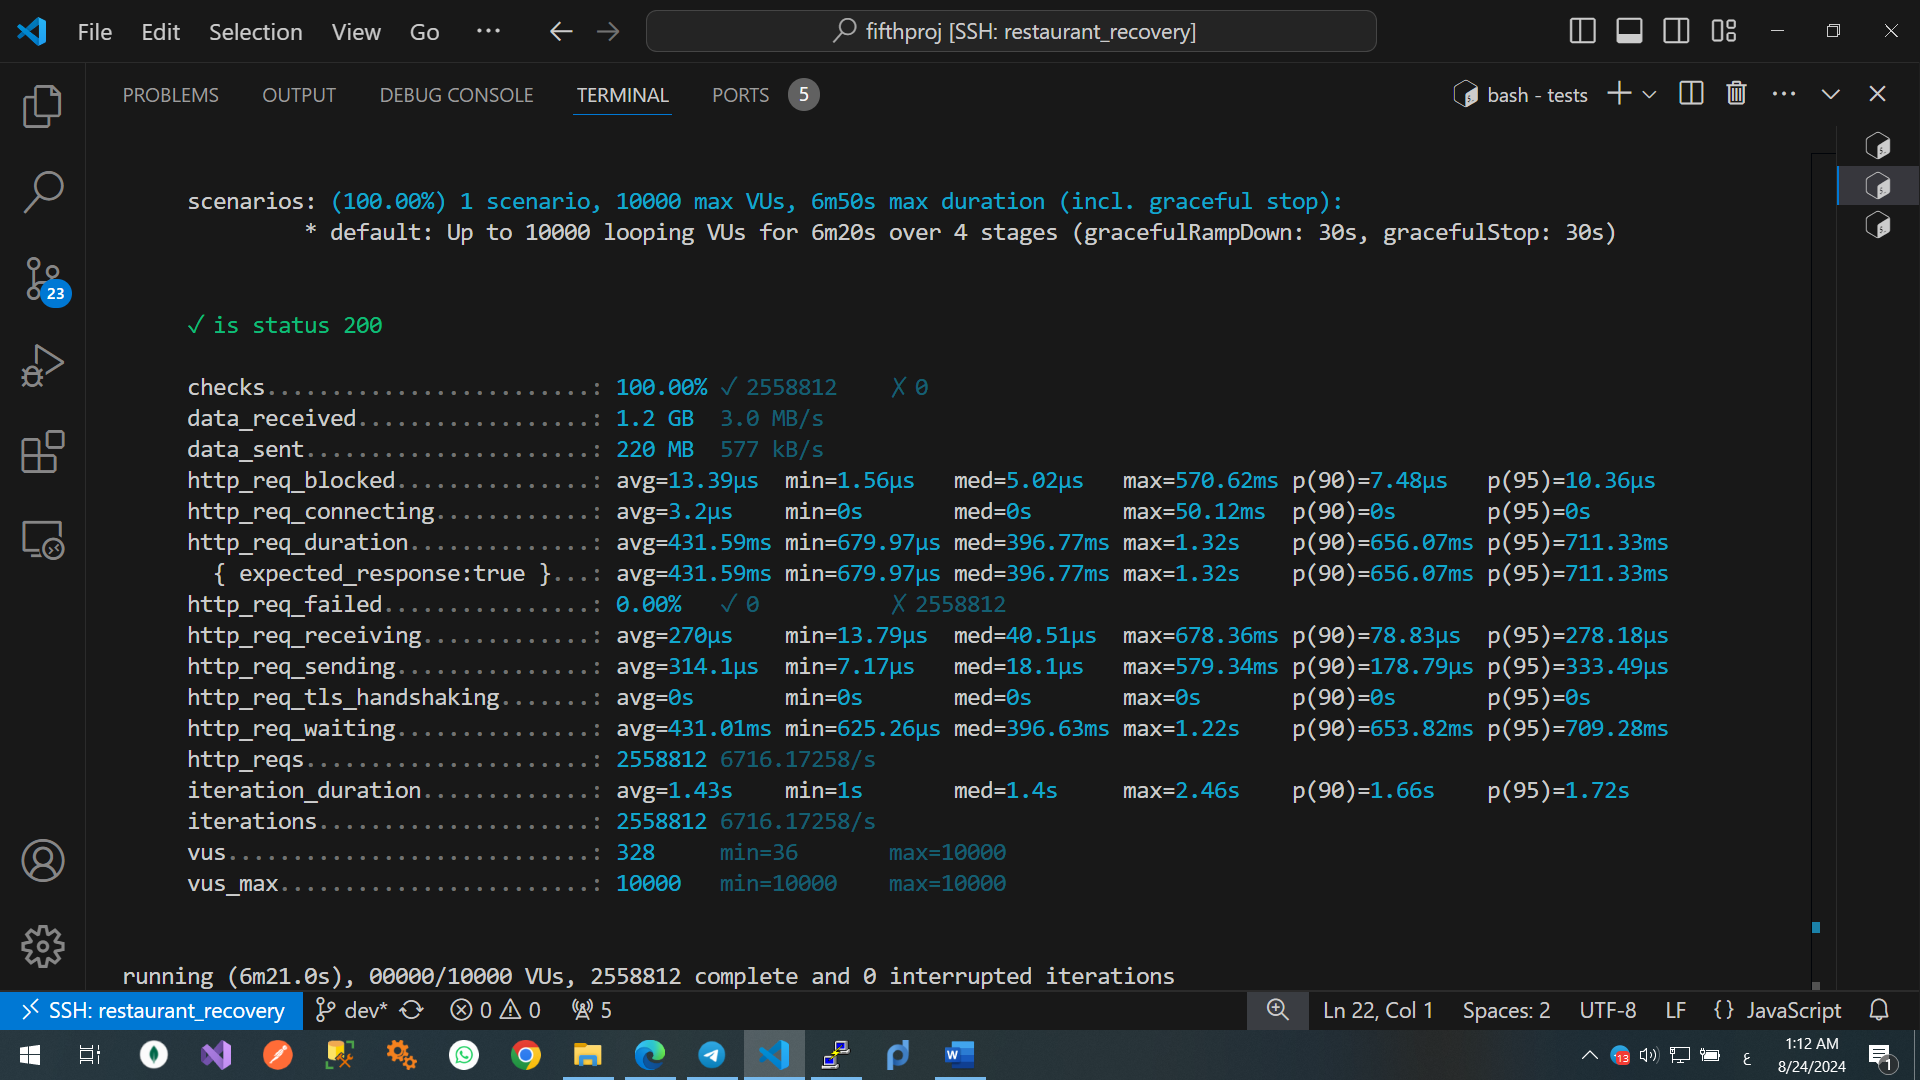 File Edit Selection View Go ··· fifthproj [SSH: restaurant_recovery]
PROBLEMS OUTPUT DEBUG CONSOLE TERMINAL PORTS 5 bash - tests
scenarios: (100.00%) 1 scenario, 10000 max VUs, 6m50s max duration (incl. graceful stop):
* default: Up to 10000 looping VUs for 6m20s over 4 stages (gracefulRampDown: 30s, gracefulStop: 30s)
23
✓ is status 200
checks.........................: 100.00% ✓ 2558812 ✗ 0
data_received..................: 1.2 GB 3.0 MB/s
data_sent......................: 220 MB 577 kB/s
http_req_blocked...............: avg=13.39µs min=1.56µs med=5.02µs max=570.62ms p(90)=7.48µs p(95)=10.36µs
http_req_connecting............: avg=3.2µs min=0s med=0s max=50.12ms p(90)=0s p(95)=0s
http_req_duration..............: avg=431.59ms min=679.97µs med=396.77ms max=1.32s p(90)=656.07ms p(95)=711.33ms
{ expected_response:true }...: avg=431.59ms min=679.97µs med=396.77ms max=1.32s p(90)=656.07ms p(95)=711.33ms
http_req_failed................: 0.00% ✓ 0 ✗ 2558812
http_req_receiving.............: avg=270µs min=13.79µs med=40.51µs max=678.36ms p(90)=78.83µs p(95)=278.18µs
http_req_sending...............: avg=314.1µs min=7.17µs med=18.1µs max=579.34ms p(90)=178.79µs p(95)=333.49µs
http_req_tls_handshaking.......: avg=0s min=0s med=0s max=0s p(90)=0s p(95)=0s
http_req_waiting...............: avg=431.01ms min=625.26µs med=396.63ms max=1.22s p(90)=653.82ms p(95)=709.28ms
http_reqs......................: 2558812 6716.17258/s
iteration_duration.............: avg=1.43s min=1s med=1.4s max=2.46s p(90)=1.66s p(95)=1.72s
iterations.....................: 2558812 6716.17258/s
vus............................: 328 min=36 max=10000
vus_max........................: 10000 min=10000 max=10000
running (6m21.0s), 00000/10000 VUs, 2558812 complete and 0 interrupted iterations
SSH: restaurant_recovery dev* 0 0 5 Ln 22, Col 1 Spaces: 2 UTF-8 LF {} JavaScript
W 13 ع 1:12 AM
8/24/2024 1